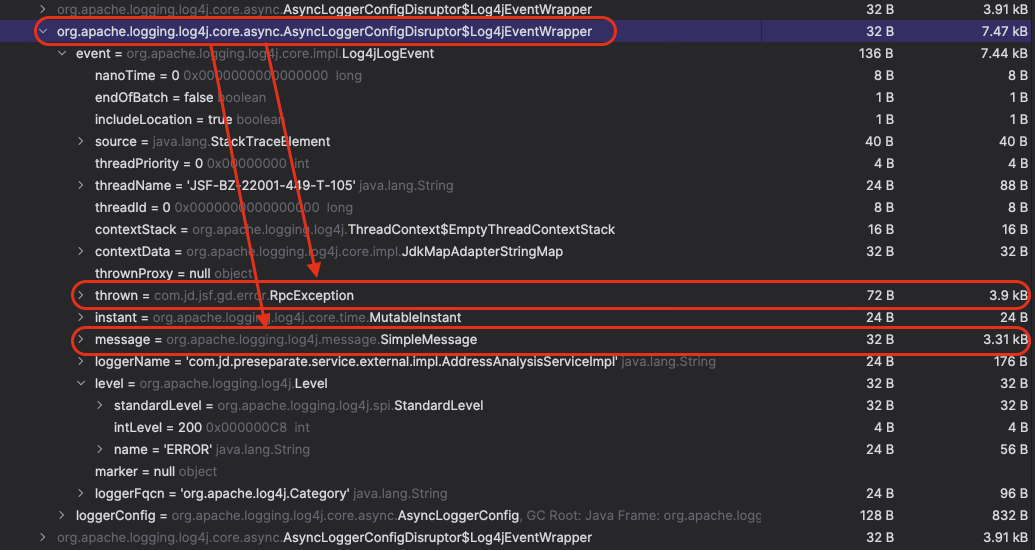 org.apache.logging.log4j.core.async.AsyncLoggerConfigDisruptor$Log4jEventWrapper 32 B 3.91 kB
org.apache.logging.log4j.core.async.AsyncLoggerConfigDisruptor$Log4jEventWrapper 32 B 7.47 kB
event = org.apache.logging.log4j.core.impl.Log4jLogEvent 136 B 7.44 kB
nanoTime = 0 0x0000000000000000 long 8 B 8 B
endOfBatch = false boolean 1 B 1 B
includeLocation = true boolean 1 B 1 B
source = java.lang.StackTraceElement 40 B 40 B
threadPriority = 0 0x00000000 int 4 B 4 B
threadName = 'JSF-BZ-22001-449-T-105' java.lang.String 24 B 88 B
threadId = 0 0x0000000000000000 long 8 B 8 B
contextStack = org.apache.logging.log4j.ThreadContext$EmptyThreadContextStack 16 B 16 B
contextData = org.apache.logging.log4j.core.impl.JdkMapAdapterStringMap 32 B 32 B
thrownProxy = null object
thrown = com.jd.jsf.gd.error.RpcException 72 B 3.9 kB
instant = org.apache.logging.log4j.core.time.MutableInstant 24 B 24 B
message = org.apache.logging.log4j.message.SimpleMessage 32 B 3.31 kB
loggerName = 'com.jd.preseparate.service.external.impl.AddressAnalysisServiceImpl' java.lang.String 24 B 176 B
level = org.apache.logging.log4j.Level 32 B 32 B
standardLevel = org.apache.logging.log4j.spi.StandardLevel 32 B 32 B
intLevel = 200 0x000000C8 int 4 B 4 B
name = 'ERROR' java.lang.String 24 B 56 B
marker = null object
loggerFqcn = 'org.apache.log4j.Category' java.lang.String 24 B 96 B
loggerConfig = org.apache.logging.log4j.core.async.AsyncLoggerConfig, GC Root: Java Frame: org.apache.logg 128 B 832 B
org.apache.logging.log4j.core.async.AsyncLoggerConfigDisruptor$Log4jEventWrapper 32 B 3.91 kB